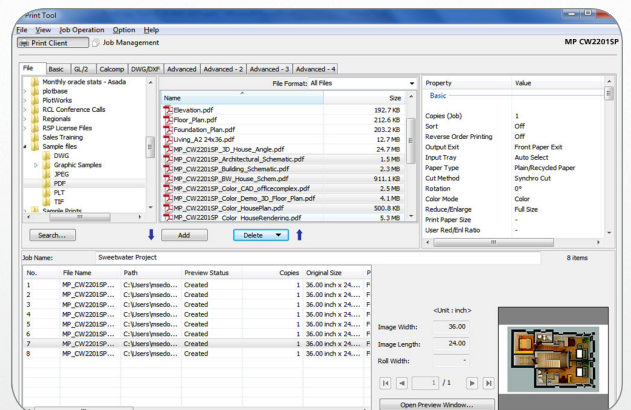 Print Tool
File View Job Operation Option Help
Print Client Job Management MP CW2201SP
File Basic GL/2 Calcomp DWG/DXF Advanced Advanced - 2 Advanced - 3 Advanced - 4
Monthly oracle stats - Asada
plotbase
PlotWorks
RCL Conference Calls
Regionals
RSP License Files
Sales Training
Sample files
DWG
Graphic Samples
JPEG
PDF
PLT
TIF
Sample Prints
File Format: All Files
Name Size
Elevation.pdf 192.7 KB
Floor_Plan.pdf 212.6 KB
Foundation_Plan.pdf 203.2 KB
Living_A2 24x36.pdf 12.7 MB
MP_CW2201SP_3D_House_Angle.pdf 24.7 MB
MP_CW2201SP_Architectural_Schematic.pdf 1.5 MB
MP_CW2201SP_Building_Schematic.pdf 2.3 MB
MP_CW2201SP_BW_House_Schem.pdf 911.1 KB
MP_CW2201SP_Color_CAD_officecomplex.pdf 2.5 MB
MP_CW2201SP_Color_Demo_3D_Floor_Plan.pdf 4.1 MB
MP_CW2201SP_Color_HousePlan.pdf 500.8 KB
MP_CW2201SP_Color_HouseRendering.pdf 5.3 MB
Property Value
Basic
Copies (Job) 1
Sort Off
Reverse Order Printing Off
Output Exit Front Paper Exit
Input Tray Auto Select
Paper Type Plain/Recycled Paper
Cut Method Synchro Cut
Rotation 0°
Color Mode Color
Reduce/Enlarge Full Size
Print Paper Size -
User Red/Enl Ratio -
Search... Add Delete
Job Name: Sweetwater Project 8 items
No. File Name Path Preview Status Copies Original Size P
1 MP_CW2201SP... C:\Users\msedo... Created 1 36.00 inch x 24.... F
2 MP_CW2201SP... C:\Users\msedo... Created 1 36.00 inch x 24.... F
3 MP_CW2201SP... C:\Users\msedo... Created 1 36.00 inch x 24.... F
4 MP_CW2201SP... C:\Users\msedo... Created 1 36.00 inch x 24.... F
5 MP_CW2201SP... C:\Users\msedo... Created 1 36.00 inch x 24.... F
6 MP_CW2201SP... C:\Users\msedo... Created 1 36.00 inch x 24.... F
7 MP_CW2201SP... C:\Users\msedo... Created 1 36.00 inch x 24.... F
8 MP_CW2201SP... C:\Users\msedo... Created 1 36.00 inch x 24.... F
<Unit : inch>
Image Width: 36.00
Image Length: 24.00
Roll Width: -
1 / 1
Open Preview Window...